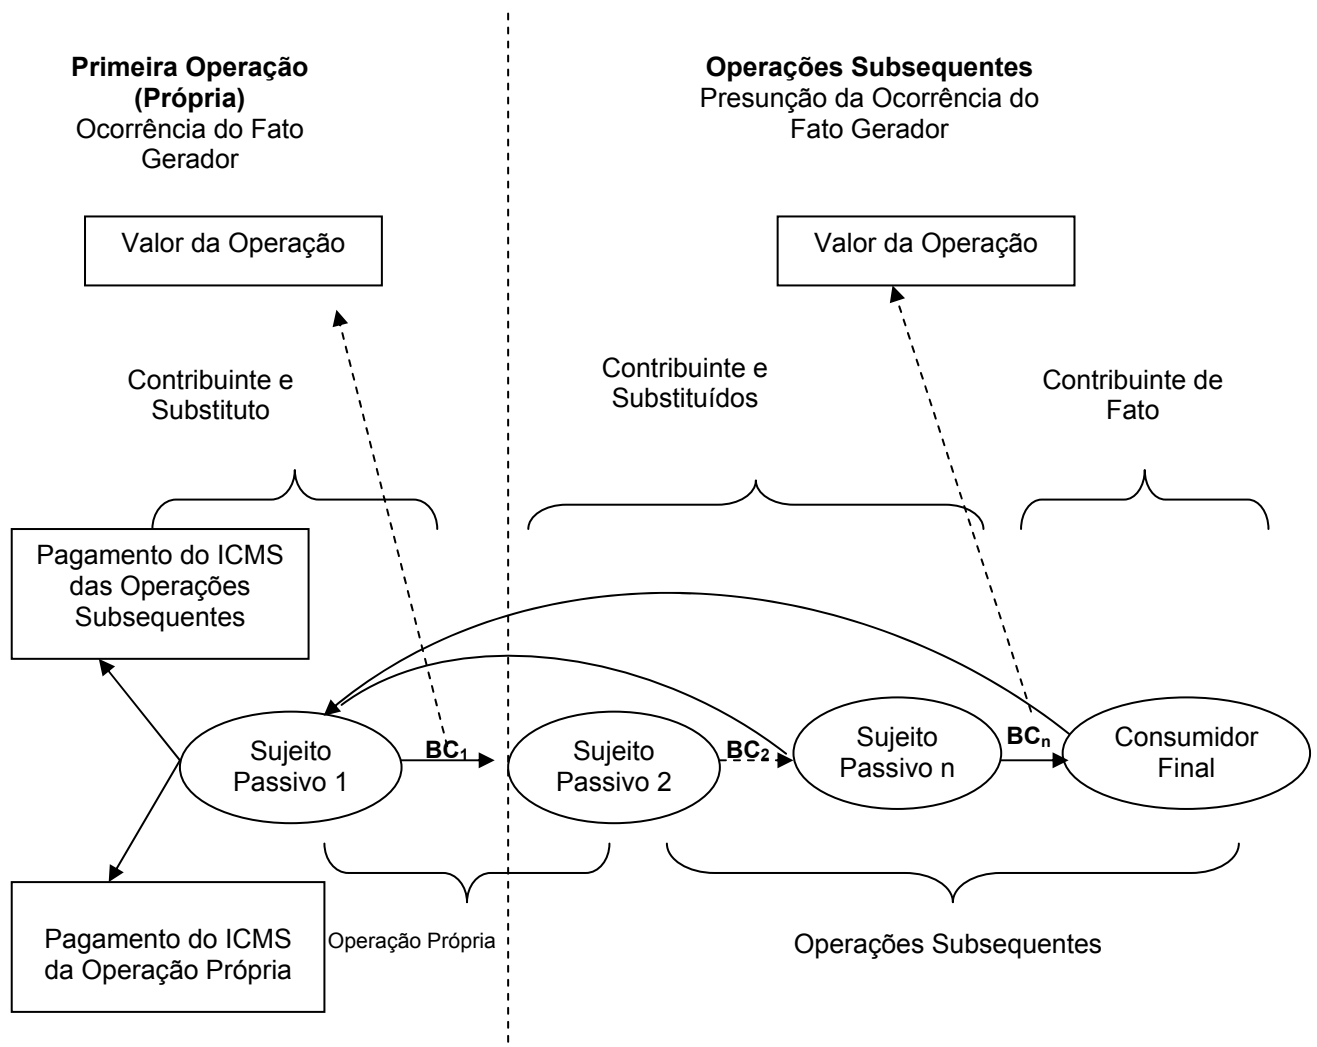 Primeira Operação
(Própria)
Ocorrência do Fato
Gerador
Operações Subsequentes
Presunção da Ocorrência do
Fato Gerador
Valor da Operação
Valor da Operação
Contribuinte e
Substituto
Contribuinte e
Substituídos
Contribuinte de
Fato
Pagamento do ICMS
das Operações
Subsequentes
Sujeito
Passivo 1
BC₁
Sujeito
Passivo 2
BC₂
Sujeito
Passivo n
BCₙ
Consumidor
Final
Pagamento do ICMS
da Operação Própria
Operação Própria
Operações Subsequentes